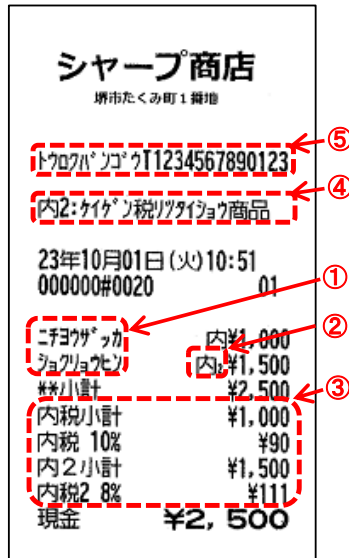 シャープ商店
堺市たくみ町1番地
⑤
ﾄｳﾛｸﾊﾞﾝｺﾞｳT1234567890123
④
内2:ｹｲｹﾞﾝ税ﾘﾂﾀｲｼｮｳ商品
23年10月01日(火)10:51
000000#0020 01
①
ﾆﾁﾖｳｻﾞｯｶ 内¥1,000
②
ｼｮｸﾘｮｳﾋﾝ 内₂¥1,500
**小計 ¥2,500
③
内税小計 ¥1,000
内税 10% ¥90
内2小計 ¥1,500
内税2 8% ¥111
現金 ¥2,500